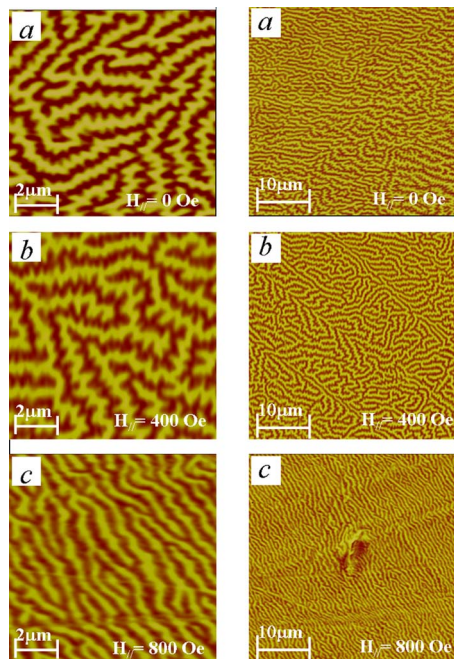 a
a
2μm
H//= 0 Oe
10μm
H//= 0 Oe
b
b
2μm
H//= 400 Oe
10μm
H//= 400 Oe
c
c
2μm
H//= 800 Oe
10μm
H//= 800 Oe